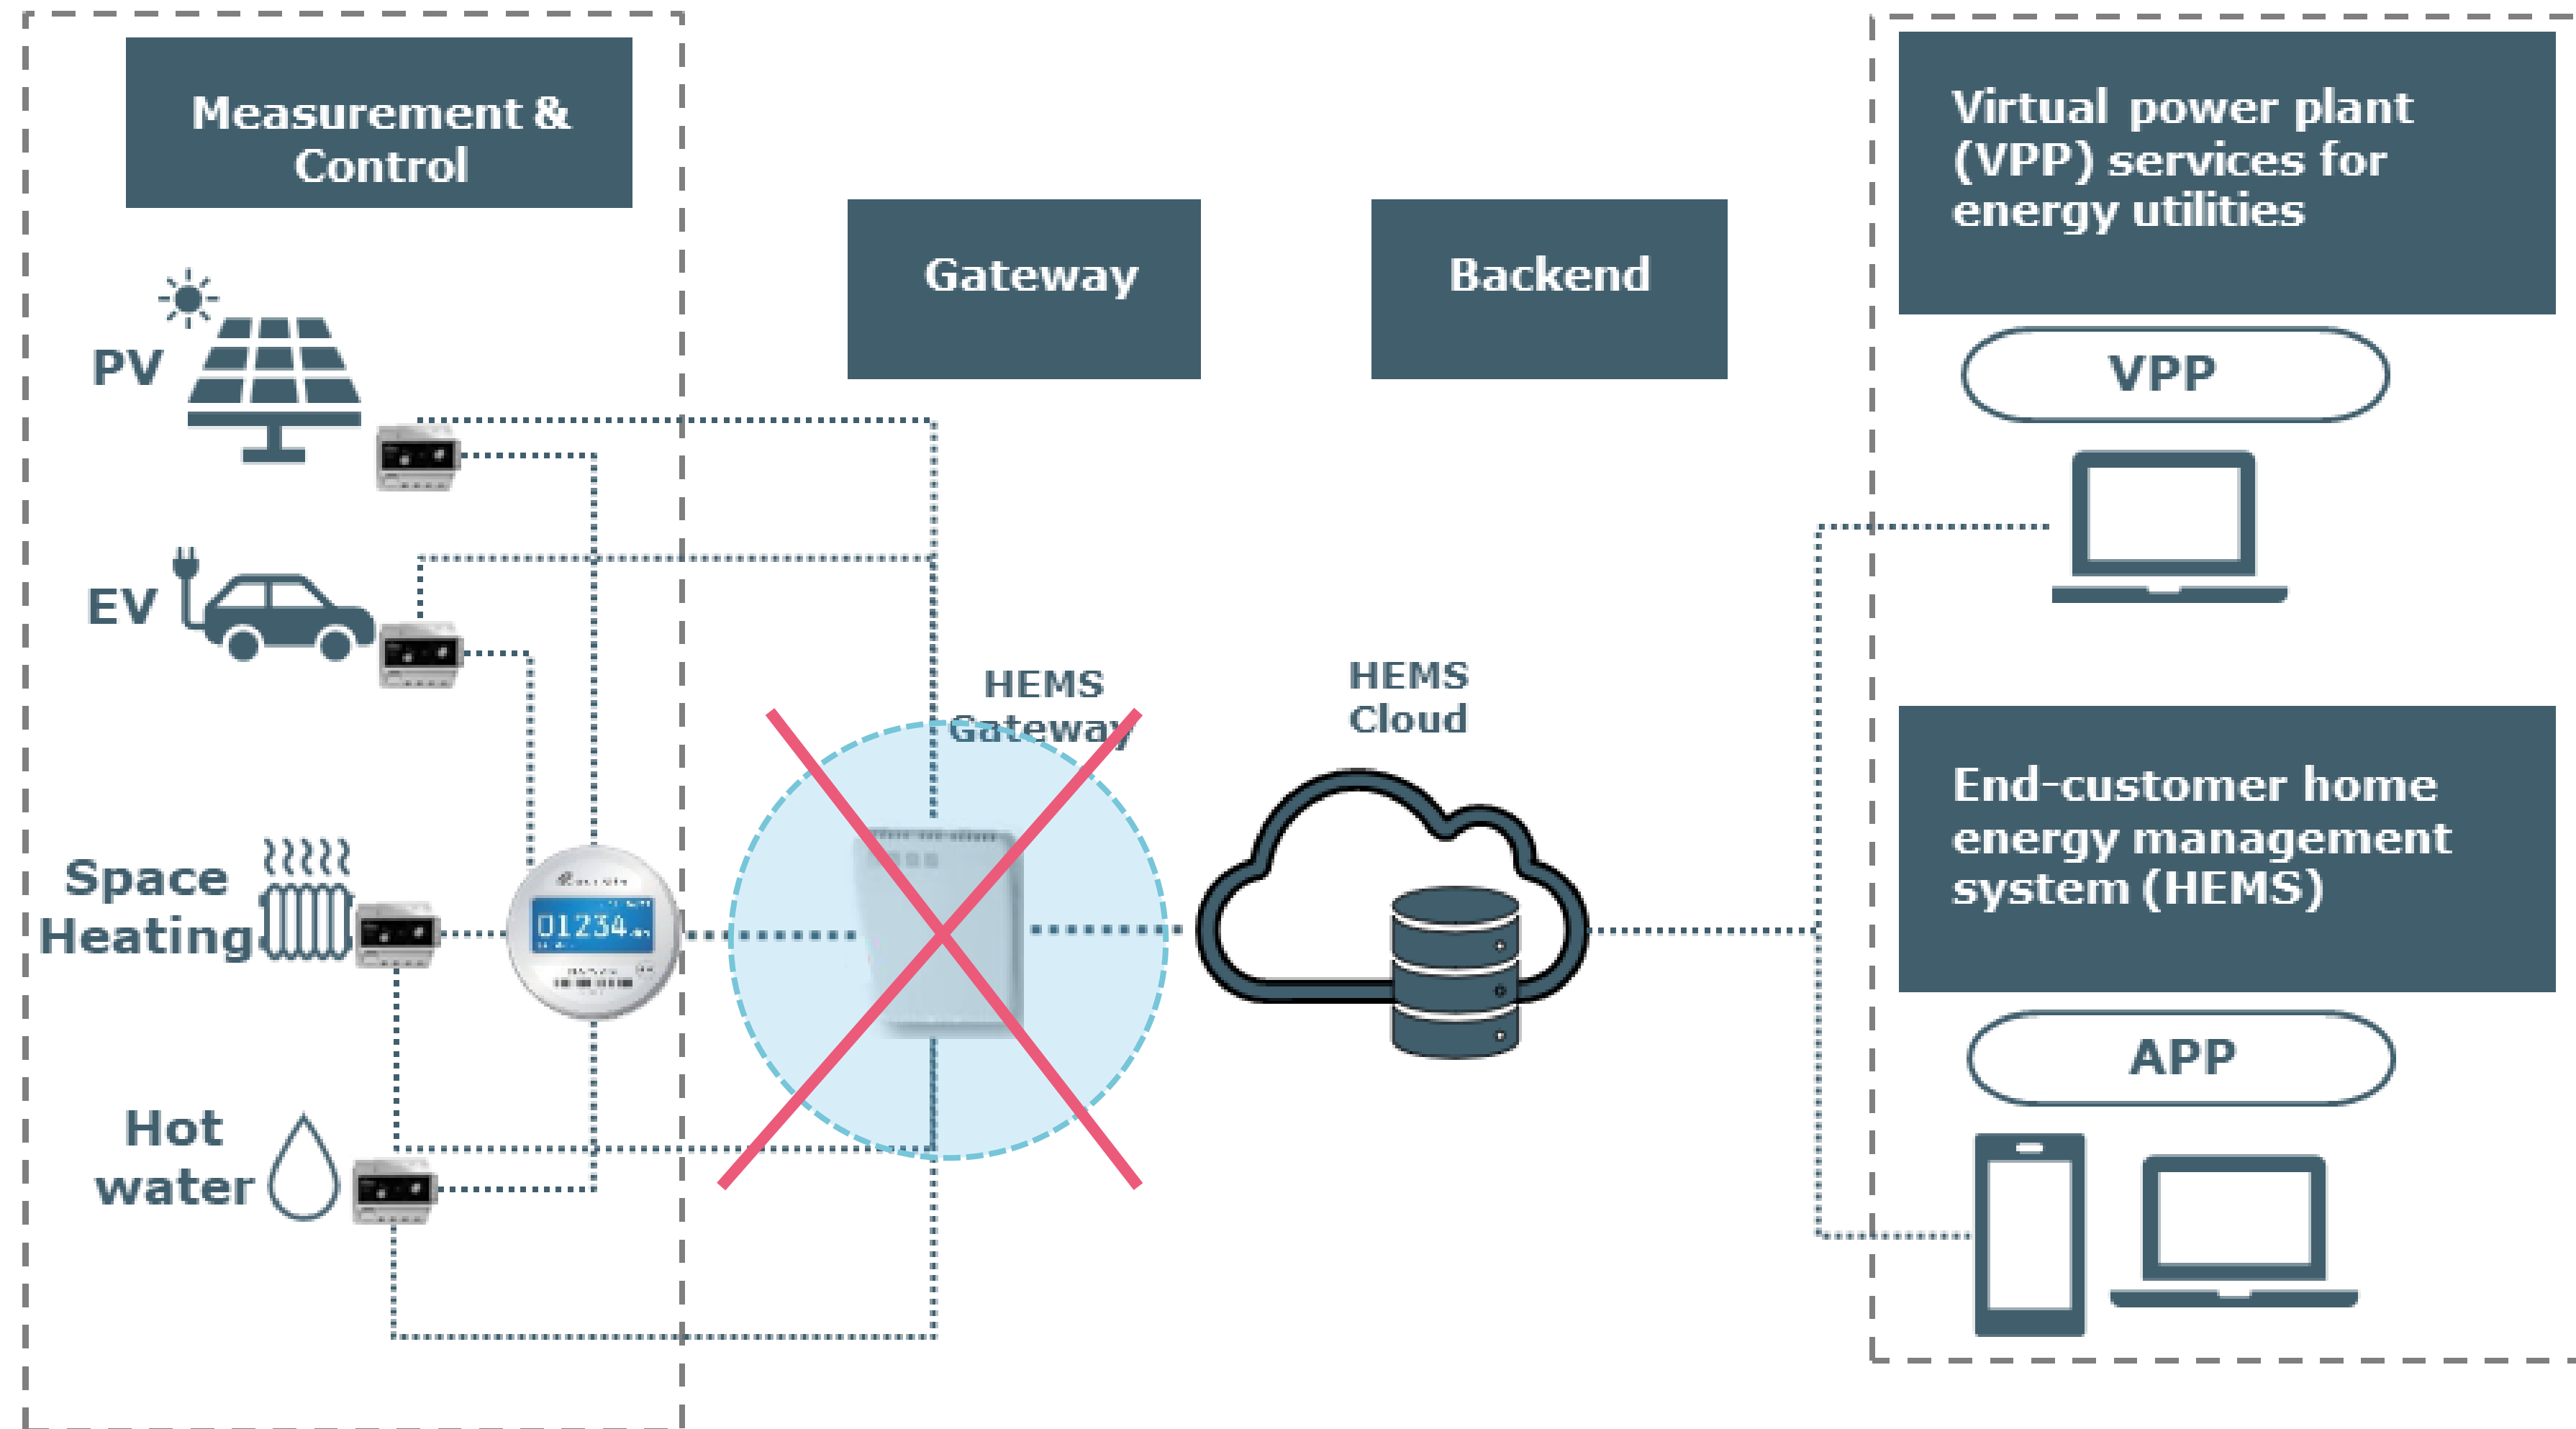 Measurement &
Control
Gateway
Backend
Virtual power plant
(VPP) services for
energy utilities
PV
VPP
EV
HEMS
Gateway
HEMS
Cloud
End-customer home
energy management
system (HEMS)
Space
Heating
01234
APP
Hot
water